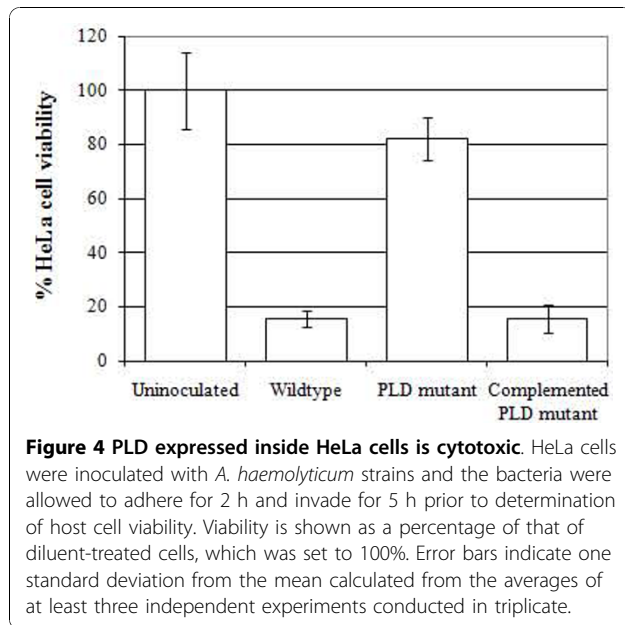 120
100
80
60
40
20
0
% HeLa cell viability
Uninoculated Wildtype PLD mutant Complemented
PLD mutant
Figure 4 PLD expressed inside HeLa cells is cytotoxic. HeLa cells
were inoculated with A. haemolyticum strains and the bacteria were
allowed to adhere for 2 h and invade for 5 h prior to determination
of host cell viability. Viability is shown as a percentage of that of
diluent-treated cells, which was set to 100%. Error bars indicate one
standard deviation from the mean calculated from the averages of
at least three independent experiments conducted in triplicate.